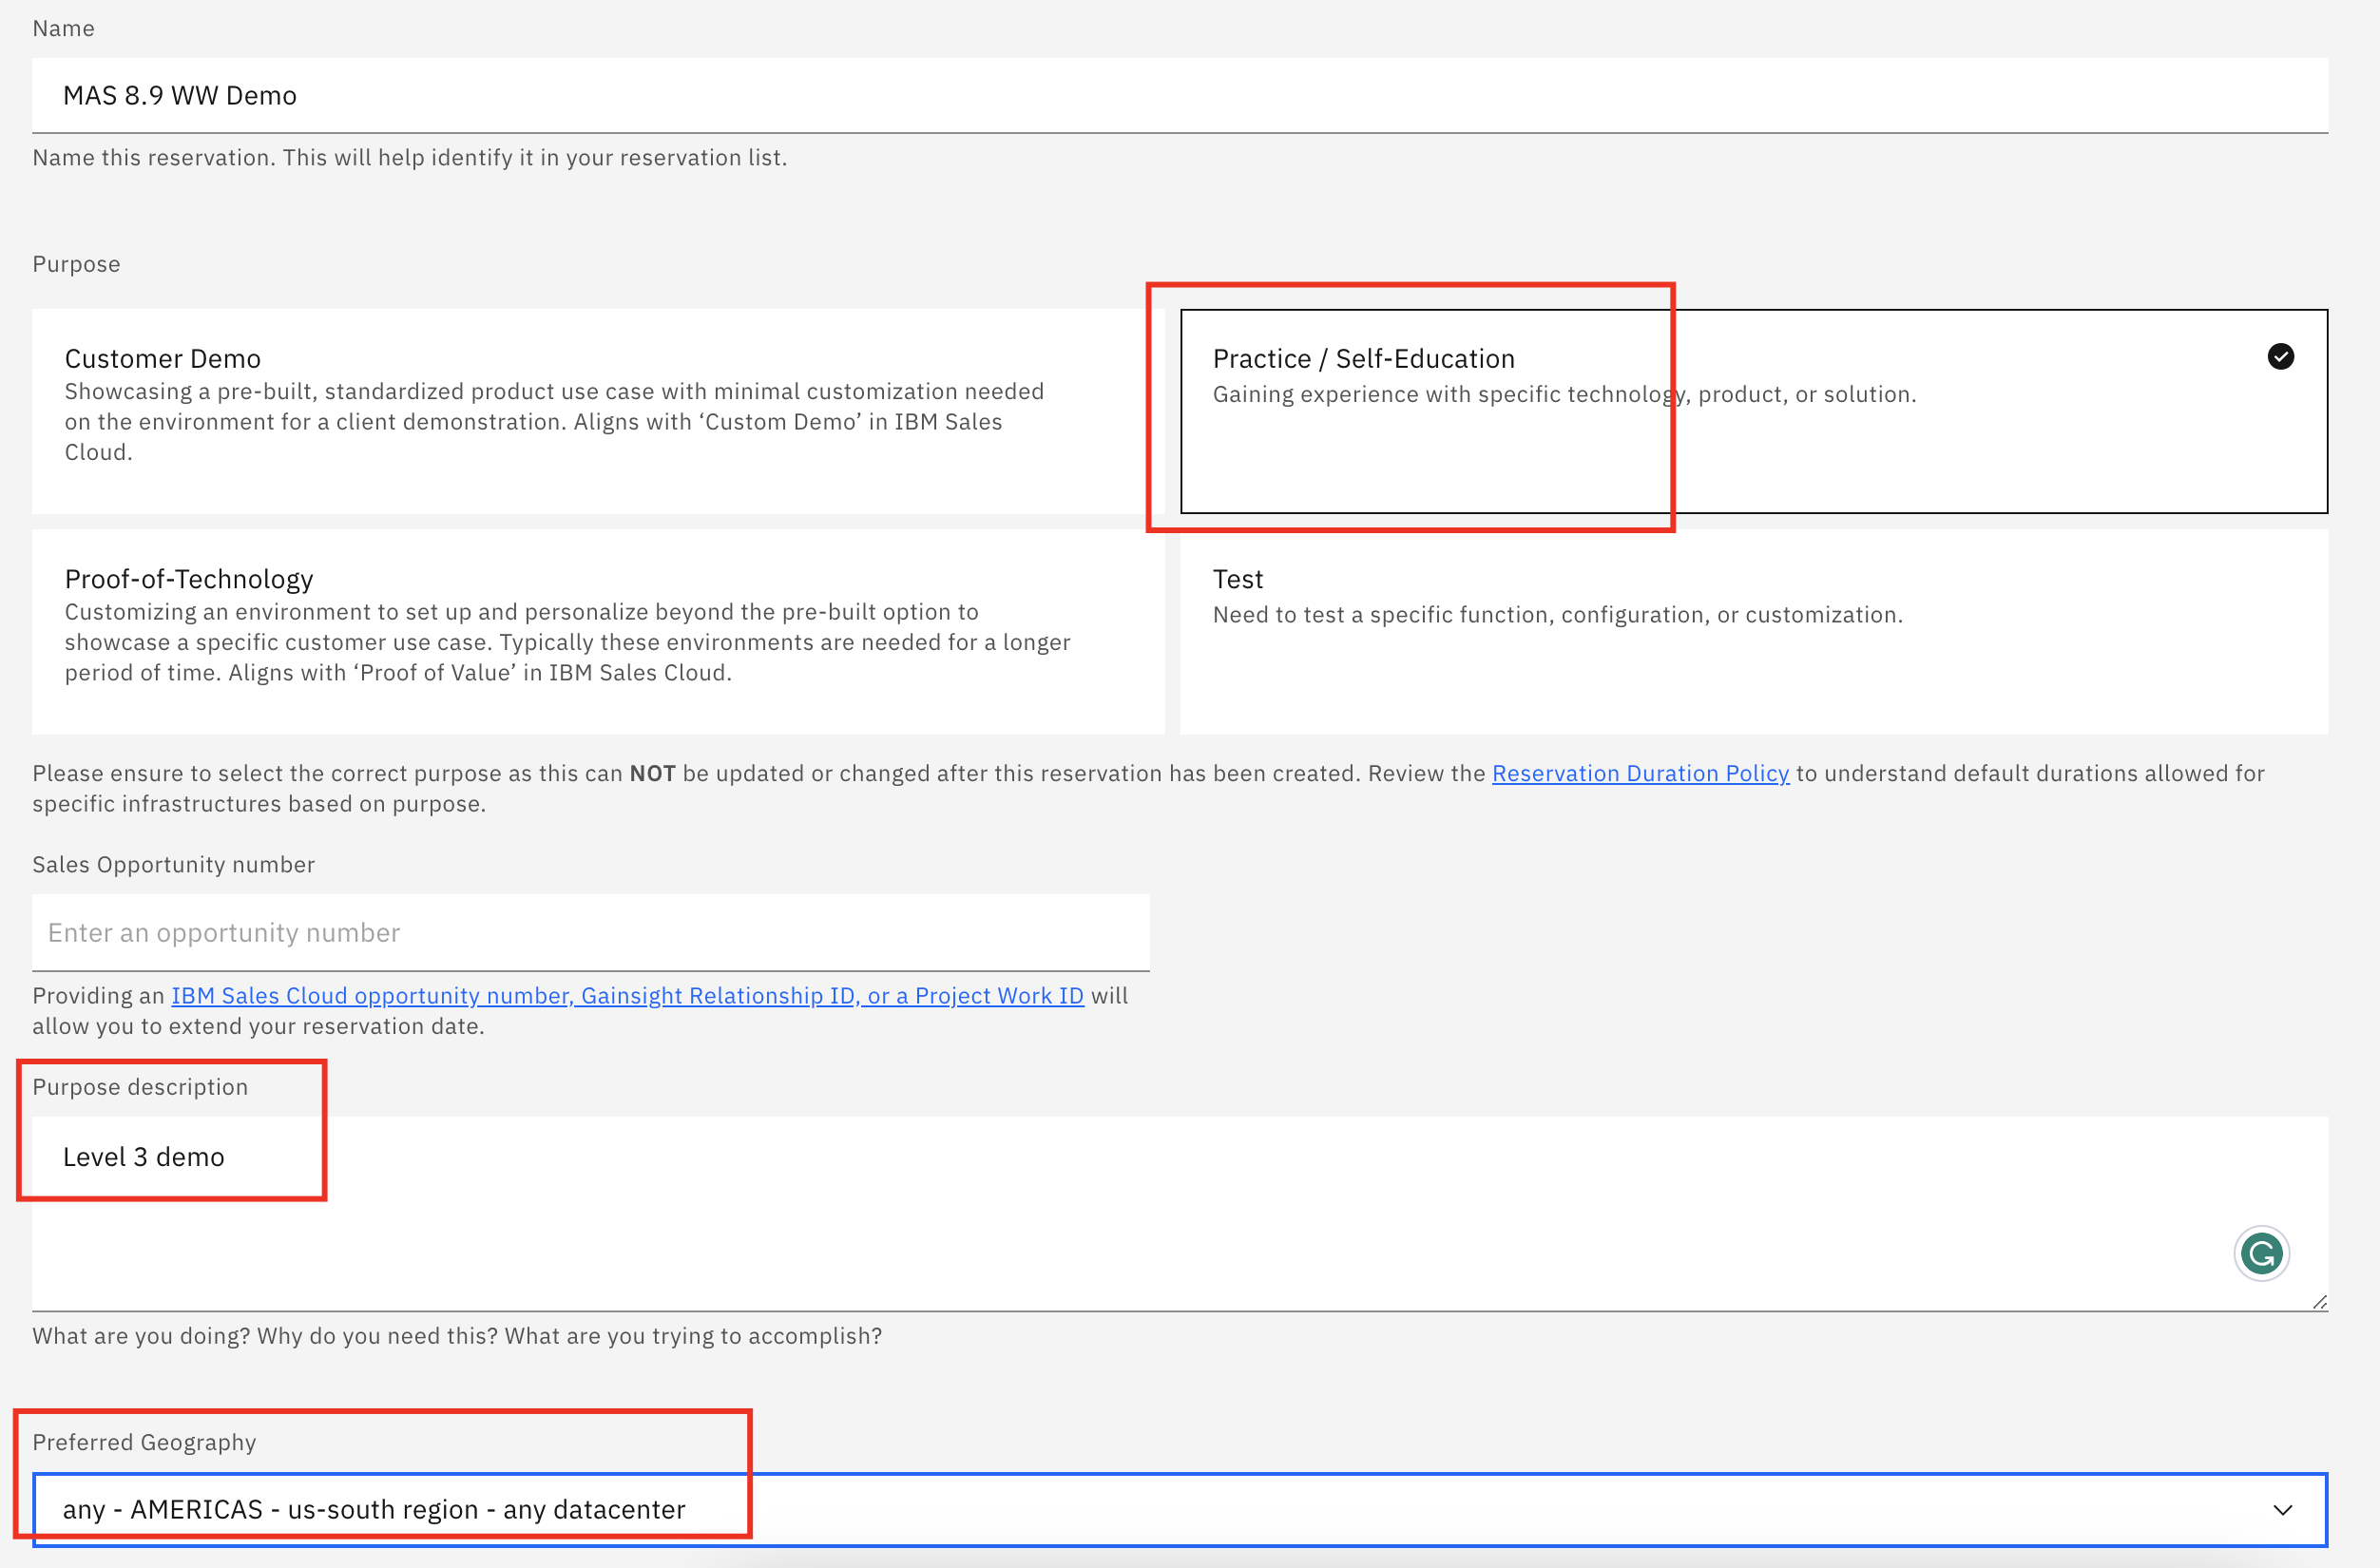 Name
MAS 8.9 WW Demo
Name this reservation. This will help identify it in your reservation list.
Purpose
Customer Demo
Showcasing a pre-built, standardized product use case with minimal customization needed
on the environment for a client demonstration. Aligns with ‘Custom Demo’ in IBM Sales
Cloud.
Practice / Self-Education
Gaining experience with specific technology, product, or solution.
Proof-of-Technology
Customizing an environment to set up and personalize beyond the pre-built option to
showcase a specific customer use case. Typically these environments are needed for a longer
period of time. Aligns with ‘Proof of Value’ in IBM Sales Cloud.
Test
Need to test a specific function, configuration, or customization.
Please ensure to select the correct purpose as this can NOT be updated or changed after this reservation has been created. Review the Reservation Duration Policy to understand default durations allowed for
specific infrastructures based on purpose.
Sales Opportunity number
Enter an opportunity number
Providing an IBM Sales Cloud opportunity number, Gainsight Relationship ID, or a Project Work ID will
allow you to extend your reservation date.
Purpose description
Level 3 demo
What are you doing? Why do you need this? What are you trying to accomplish?
Preferred Geography
any - AMERICAS - us-south region - any datacenter